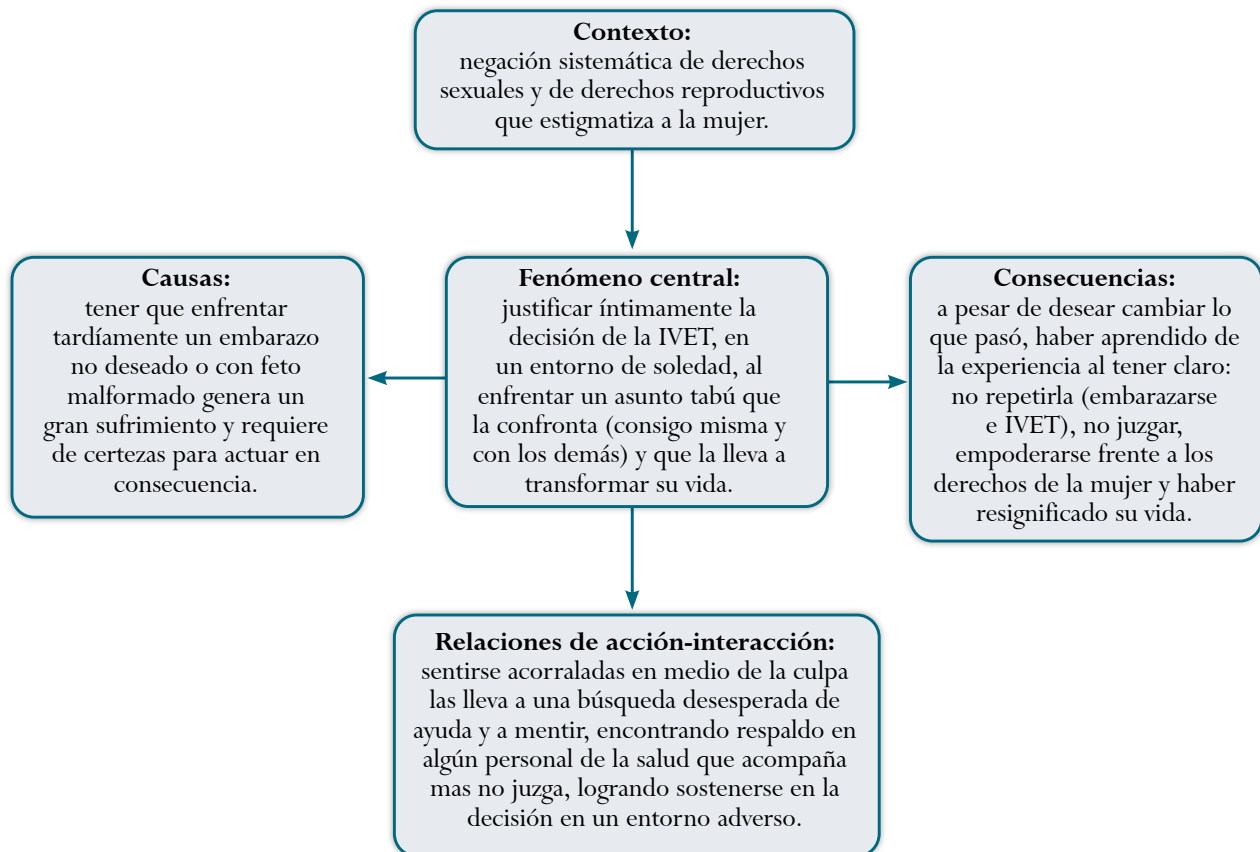 Contexto:
negación sistemática de derechos
sexuales y de derechos reproductivos
que estigmatiza a la mujer.
Causas:
tener que enfrentar
tardíamente un embarazo
no deseado o con feto
malformado genera un
gran sufrimiento y requiere
de certezas para actuar en
consecuencia.
Fenómeno central:
justificar íntimamente la
decisión de la IVET, en
un entorno de soledad, al
enfrentar un asunto tabú que
la confronta (consigo misma y
con los demás) y que la lleva a
transformar su vida.
Consecuencias:
a pesar de desear cambiar lo
que pasó, haber aprendido de
la experiencia al tener claro:
no repetirla (embarazarse
e IVET), no juzgar,
empoderarse frente a los
derechos de la mujer y haber
resignificado su vida.
Relaciones de acción-interacción:
sentirse acorraladas en medio de la culpa
las lleva a una búsqueda desesperada de
ayuda y a mentir, encontrando respaldo en
algún personal de la salud que acompaña
mas no juzga, logrando sostenerse en la
decisión en un entorno adverso.